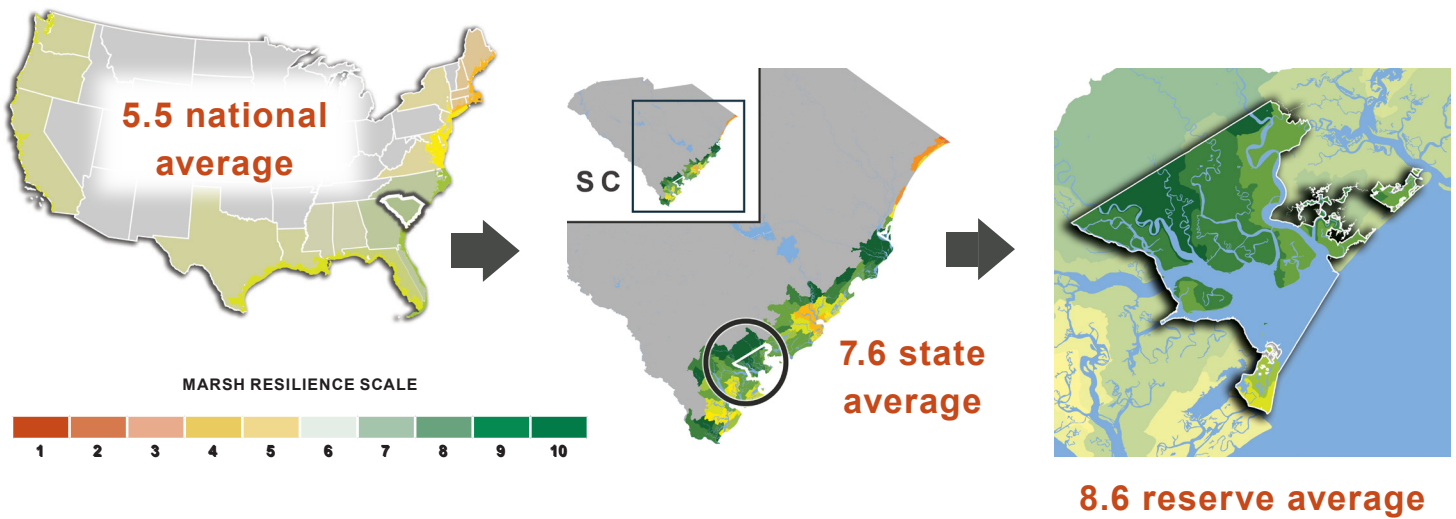 5.5 national
average
SC
7.6 state
average
MARSH RESILIENCE SCALE
1 2 3 4 5 6 7 8 9 10
8.6 reserve average